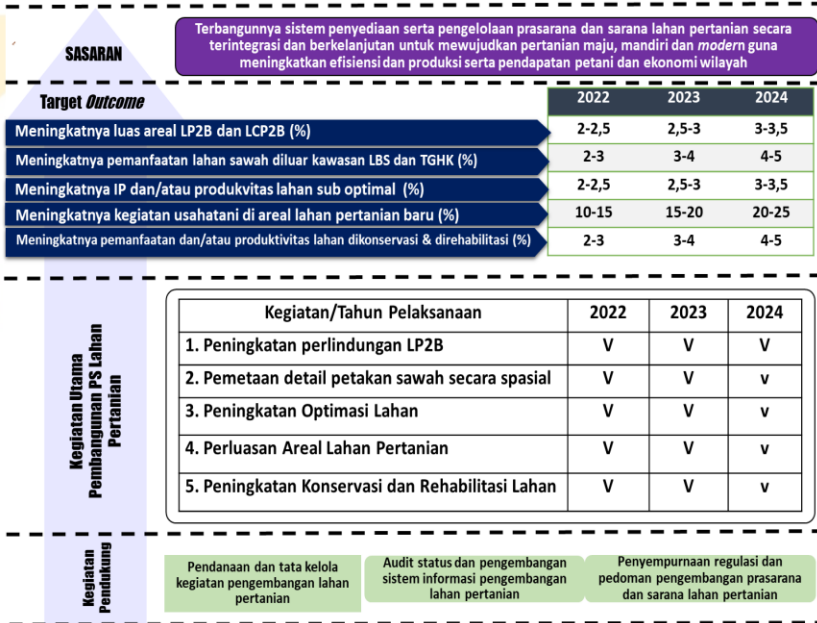 SASARAN
Terbangunnya sistem penyediaan serta pengelolaan prasarana dan sarana lahan pertanian secara
terintegrasi dan berkelanjutan untuk mewujudkan pertanian maju, mandiri dan modern guna
meningkatkan efisiensi dan produksi serta pendapatan petani dan ekonomi wilayah
Target Outcome 2022 2023 2024
Meningkatnya luas areal LP2B dan LCP2B (%) 2-2,5 2,5-3 3-3,5
Meningkatnya pemanfaatan lahan sawah diluar kawasan LBS dan TGHK (%) 2-3 3-4 4-5
Meningkatnya IP dan/atau produkvitas lahan sub optimal (%) 2-2,5 2,5-3 3-3,5
Meningkatnya kegiatan usahatani di areal lahan pertanian baru (%) 10-15 15-20 20-25
Meningkatnya pemanfaatan dan/atau produktivitas lahan dikonservasi & direhabilitasi (%) 2-3 3-4 4-5
Kegiatan Utama
Pembangunan PS Lahan
Pertanian
Kegiatan/Tahun Pelaksanaan 2022 2023 2024
1. Peningkatan perlindungan LP2B V V V
2. Pemetaan detail petakan sawah secara spasial V V v
3. Peningkatan Optimasi Lahan V V v
4. Perluasan Areal Lahan Pertanian V V v
5. Peningkatan Konservasi dan Rehabilitasi Lahan V V v
Kegiatan
Pendukung
Pendanaan dan tata kelola
kegiatan pengembangan lahan
pertanian
Audit status dan pengembangan
sistem informasi pengembangan
lahan pertanian
Penyempurnaan regulasi dan
pedoman pengembangan prasarana
dan sarana lahan pertanian